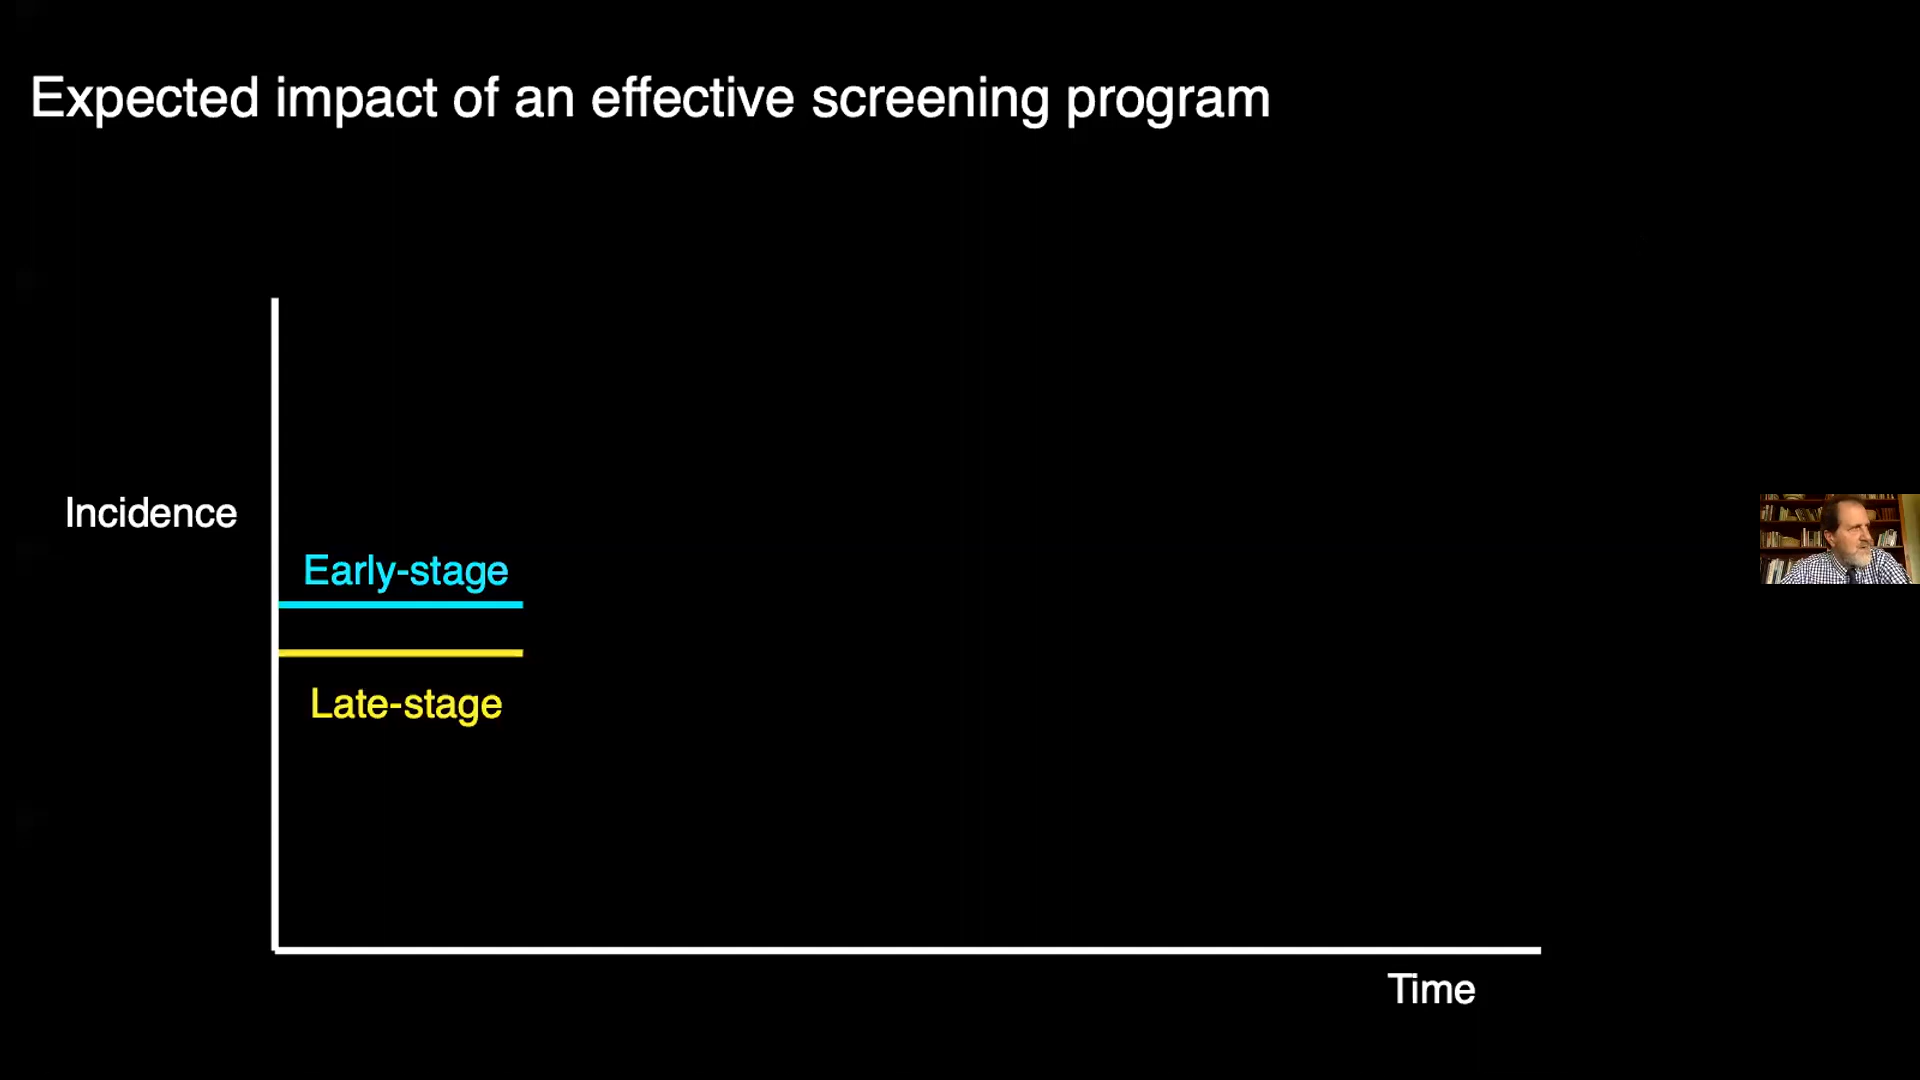 Expected impact of an effective screening program
Incidence
Early-stage
Late-stage
Time